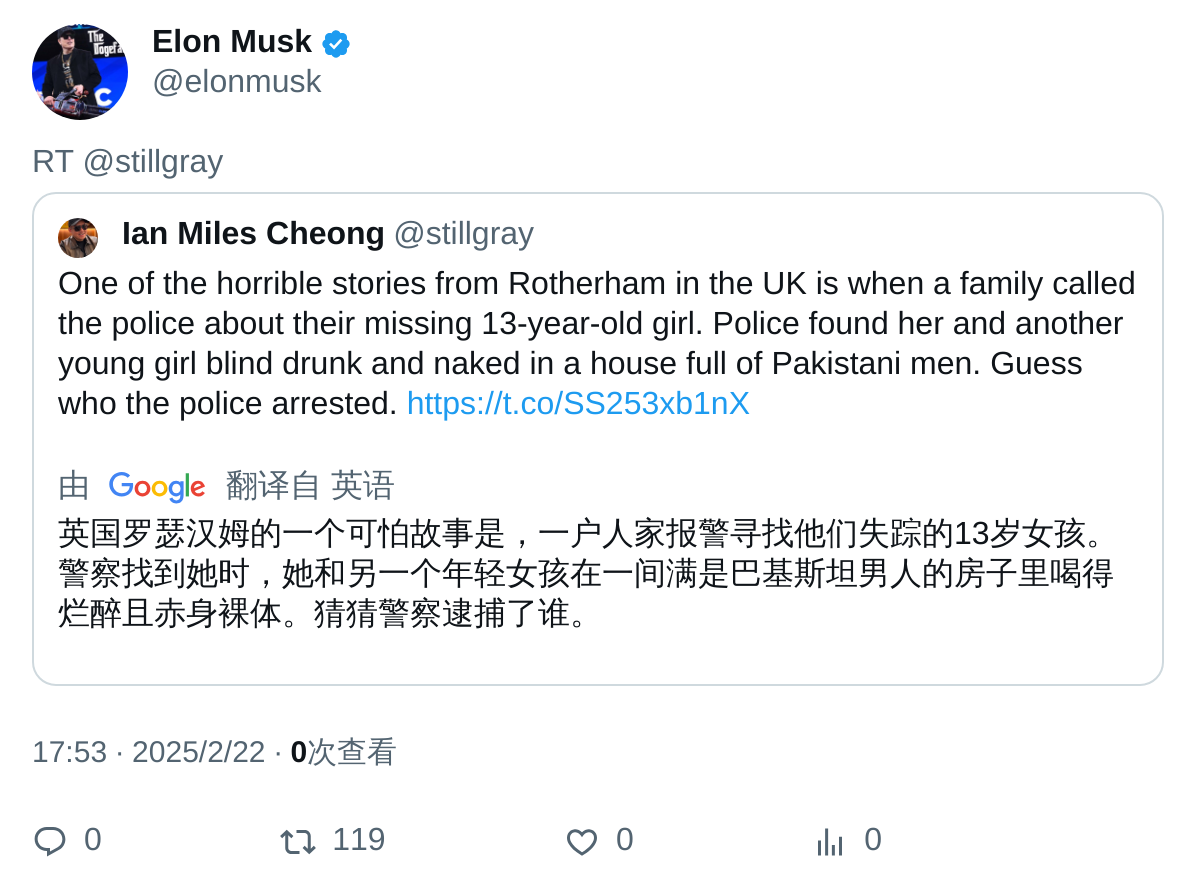 The
Dogefa
C
Elon Musk
@elonmusk
RT @stillgray
Ian Miles Cheong @stillgray
One of the horrible stories from Rotherham in the UK is when a family called
the police about their missing 13-year-old girl. Police found her and another
young girl blind drunk and naked in a house full of Pakistani men. Guess
who the police arrested. https://t.co/SS253xb1nX
由 Google 翻译自 英语
英国罗瑟汉姆的一个可怕故事是，一户人家报警寻找他们失踪的13岁女孩。
警察找到她时，她和另一个年轻女孩在一间满是巴基斯坦男人的房子里喝得
烂醉且赤身裸体。猜猜警察逮捕了谁。
17:53 · 2025/2/22 · 0次查看
0 119 0 0